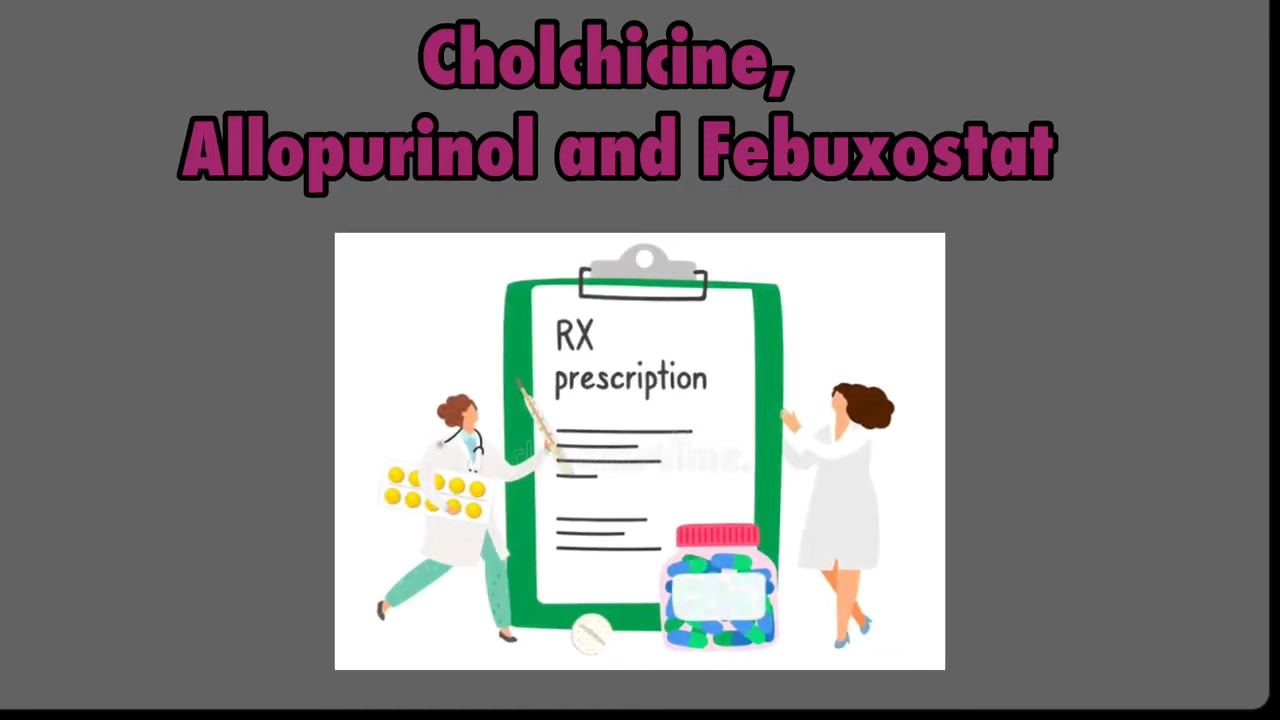 Cholchicine,
Allopurinol and Febuxostat
RX
prescription